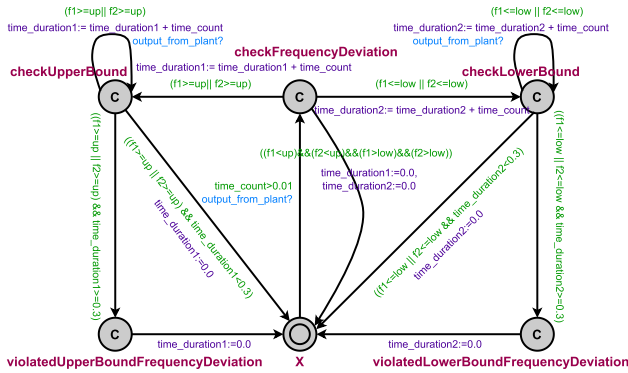 (f1>=up|| f2>=up)
time_duration1:= time_duration1 + time_count
output_from_plant?
(f1<=low || f2<=low)
time_duration2:= time_duration2 + time_count
output_from_plant?
checkFrequencyDeviation
checkUpperBound
time_duration1:= time_duration1 + time_count
checkLowerBound
(f1>=up|| f2>=up)
(f1<=low || f2<=low)
C
C
C
time_duration2:= time_duration2 + time_count
((f1>=up || f2>=up) && time_duration1>=0.3)
((f1>=up || f2>=up) && time_duration1<0.3)
time_duration1:=0.0
((f1<up)&&(f2<up)&&(f1>low)&&(f2>low))
time_duration1:=0.0,
time_duration2:=0.0
time_count>0.01
output_from_plant?
((f1<=low || f2<=low && time_duration2<0.3)
time_duration2:=0.0
((f1<=low || f2<=low && time_duration2>=0.3)
C
C
time_duration1:=0.0
time_duration2:=0.0
violatedUpperBoundFrequencyDeviation
X
violatedLowerBoundFrequencyDeviation